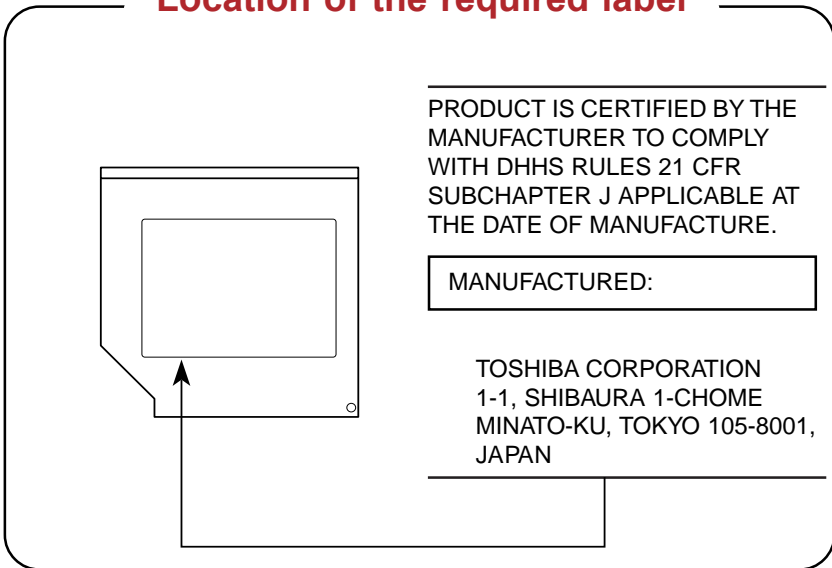 Location of the required label
PRODUCT IS CERTIFIED BY THE
MANUFACTURER TO COMPLY
WITH DHHS RULES 21 CFR
SUBCHAPTER J APPLICABLE AT
THE DATE OF MANUFACTURE.
MANUFACTURED:
TOSHIBA CORPORATION
1-1, SHIBAURA 1-CHOME
MINATO-KU, TOKYO 105-8001,
JAPAN